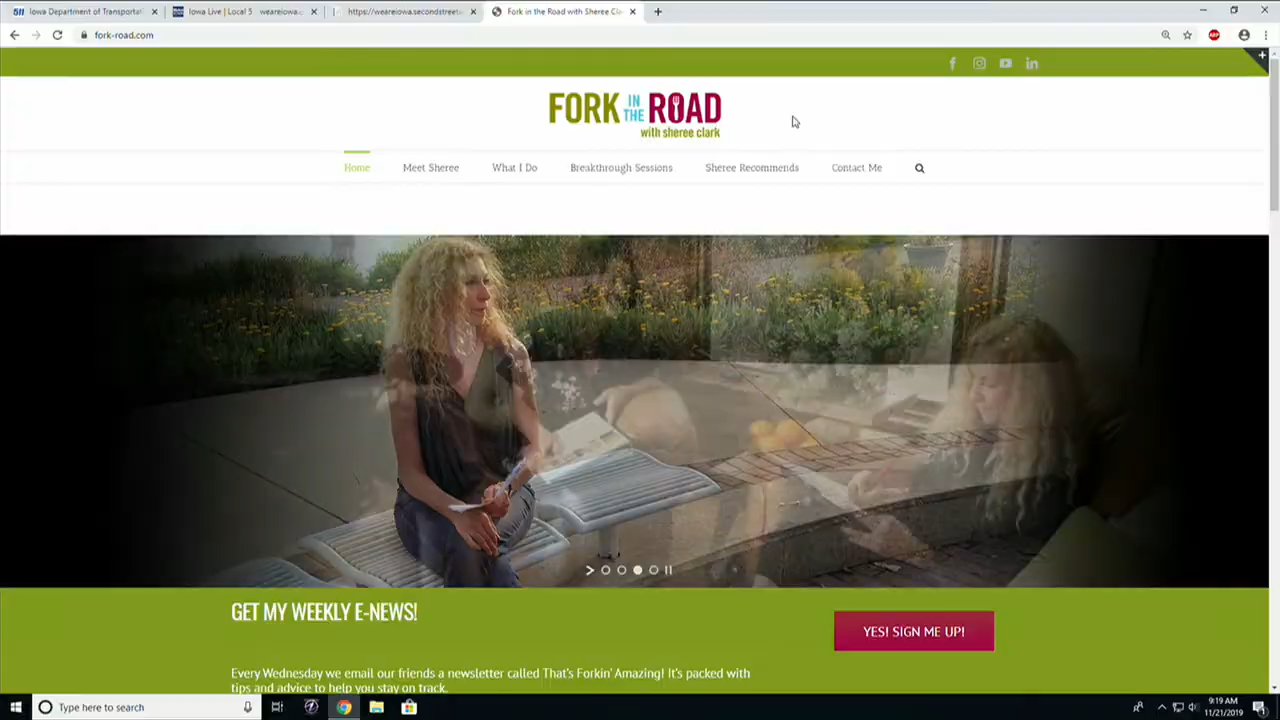 511 Iowa Department of Transportat
Iowa Live | Local 5 weareiowa.c
https://weareiowa.secondstreet
Fork in the Road with Sheree Cl
fork-road.com
ABP
FORK IN THE ROAD
with sheree clark
Home Meet Sheree What I Do Breakthrough Sessions Sheree Recommends Contact Me
GET MY WEEKLY E-NEWS!
YES! SIGN ME UP!
Every Wednesday we email our friends a newsletter called That's Forkin' Amazing! It's packed with
tips and advice to help you stay on track.
Type here to search
9:19 AM
11/21/2019